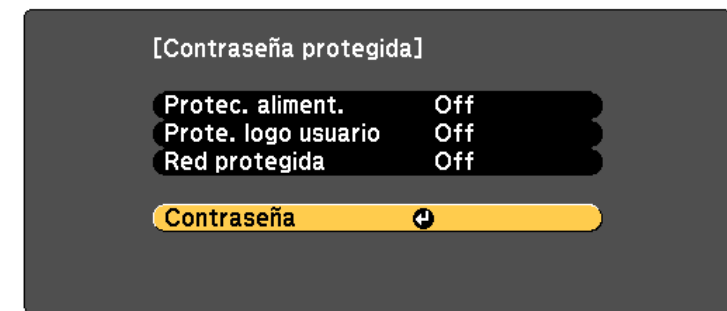 [Contraseña protegida]
Protec. aliment. Off
Prote. logo usuario Off
Red protegida Off
Contraseña